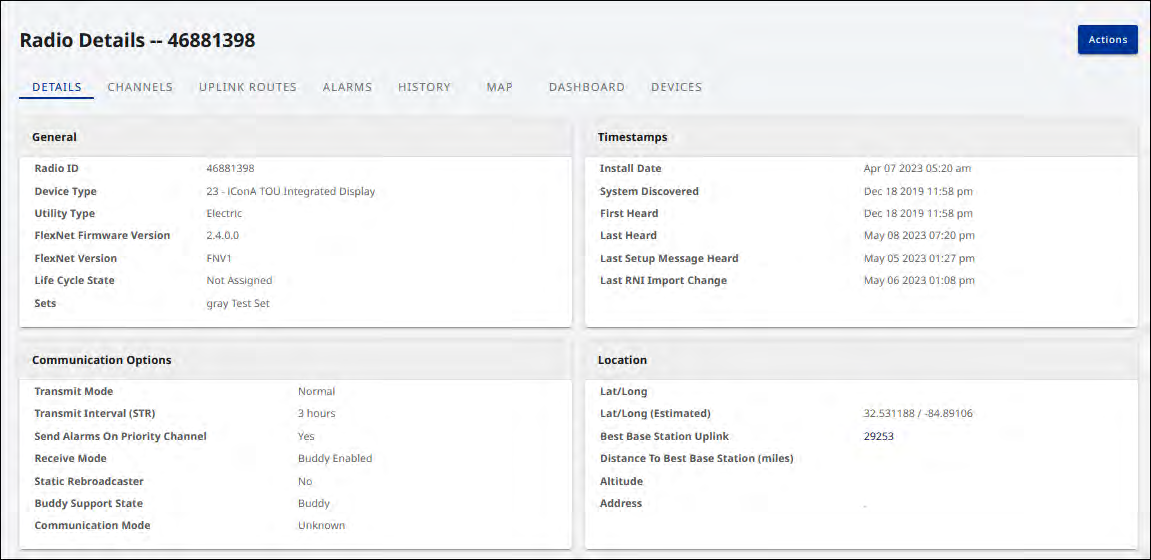 Radio Details -- 46881398
Actions
DETAILS CHANNELS UPLINK ROUTES ALARMS HISTORY MAP DASHBOARD DEVICES
General
Radio ID 46881398
Device Type 23 - iConA TOU Integrated Display
Utility Type Electric
FlexNet Firmware Version 2.4.0.0
FlexNet Version FNV1
Life Cycle State Not Assigned
Sets gray Test Set
Timestamps
Install Date Apr 07 2023 05:20 am
System Discovered Dec 18 2019 11:58 pm
First Heard Dec 18 2019 11:58 pm
Last Heard May 08 2023 07:20 pm
Last Setup Message Heard May 05 2023 01:27 pm
Last RNI Import Change May 06 2023 01:08 pm
Communication Options
Transmit Mode Normal
Transmit Interval (STR) 3 hours
Send Alarms On Priority Channel Yes
Receive Mode Buddy Enabled
Static Rebroadcaster No
Buddy Support State Buddy
Communication Mode Unknown
Location
Lat/Long
Lat/Long (Estimated) 32.531188 / -84.89106
Best Base Station Uplink 29253
Distance To Best Base Station (miles)
Altitude
Address .